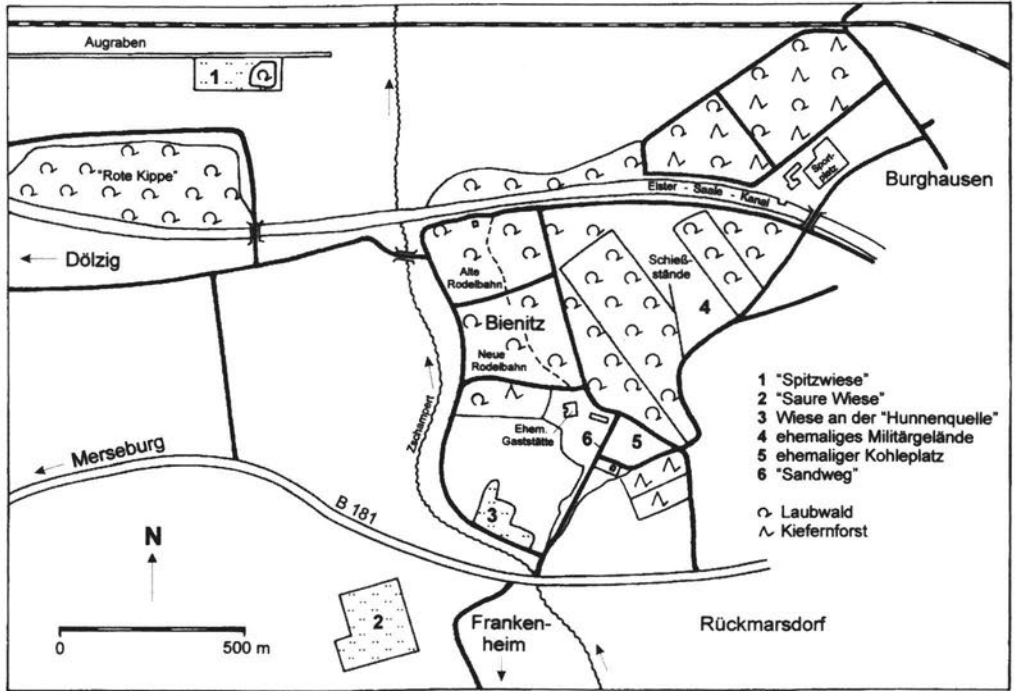 Augraben
1
"Rote Kippe"
Elster - Saale - Kanal
Sport-
platz
Burghausen
Dölzig
Alte
Rodelbahn
Schieß-
stände
4
Bienitz
Neue
Rodelbahn
Zschampert
Ehem.
Gaststätte
6
5
1 "Spitzwiese"
2 "Saure Wiese"
3 Wiese an der "Hunnenquelle"
4 ehemaliges Militärgelände
5 ehemaliger Kohleplatz
6 "Sandweg"
Laubwald
Kiefernforst
Merseburg
B 181
3
N
2
0 500 m
Franken-
heim
Rückmarsdorf